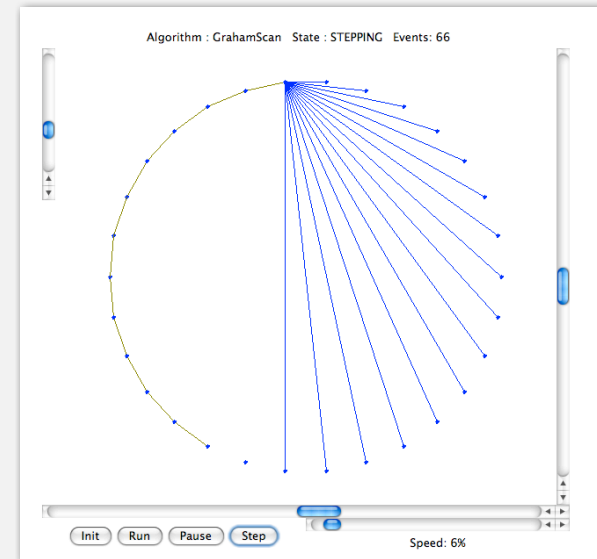 Algorithm : GrahamScan State : STEPPING Events: 66
Init Run Pause Step
Speed: 6%